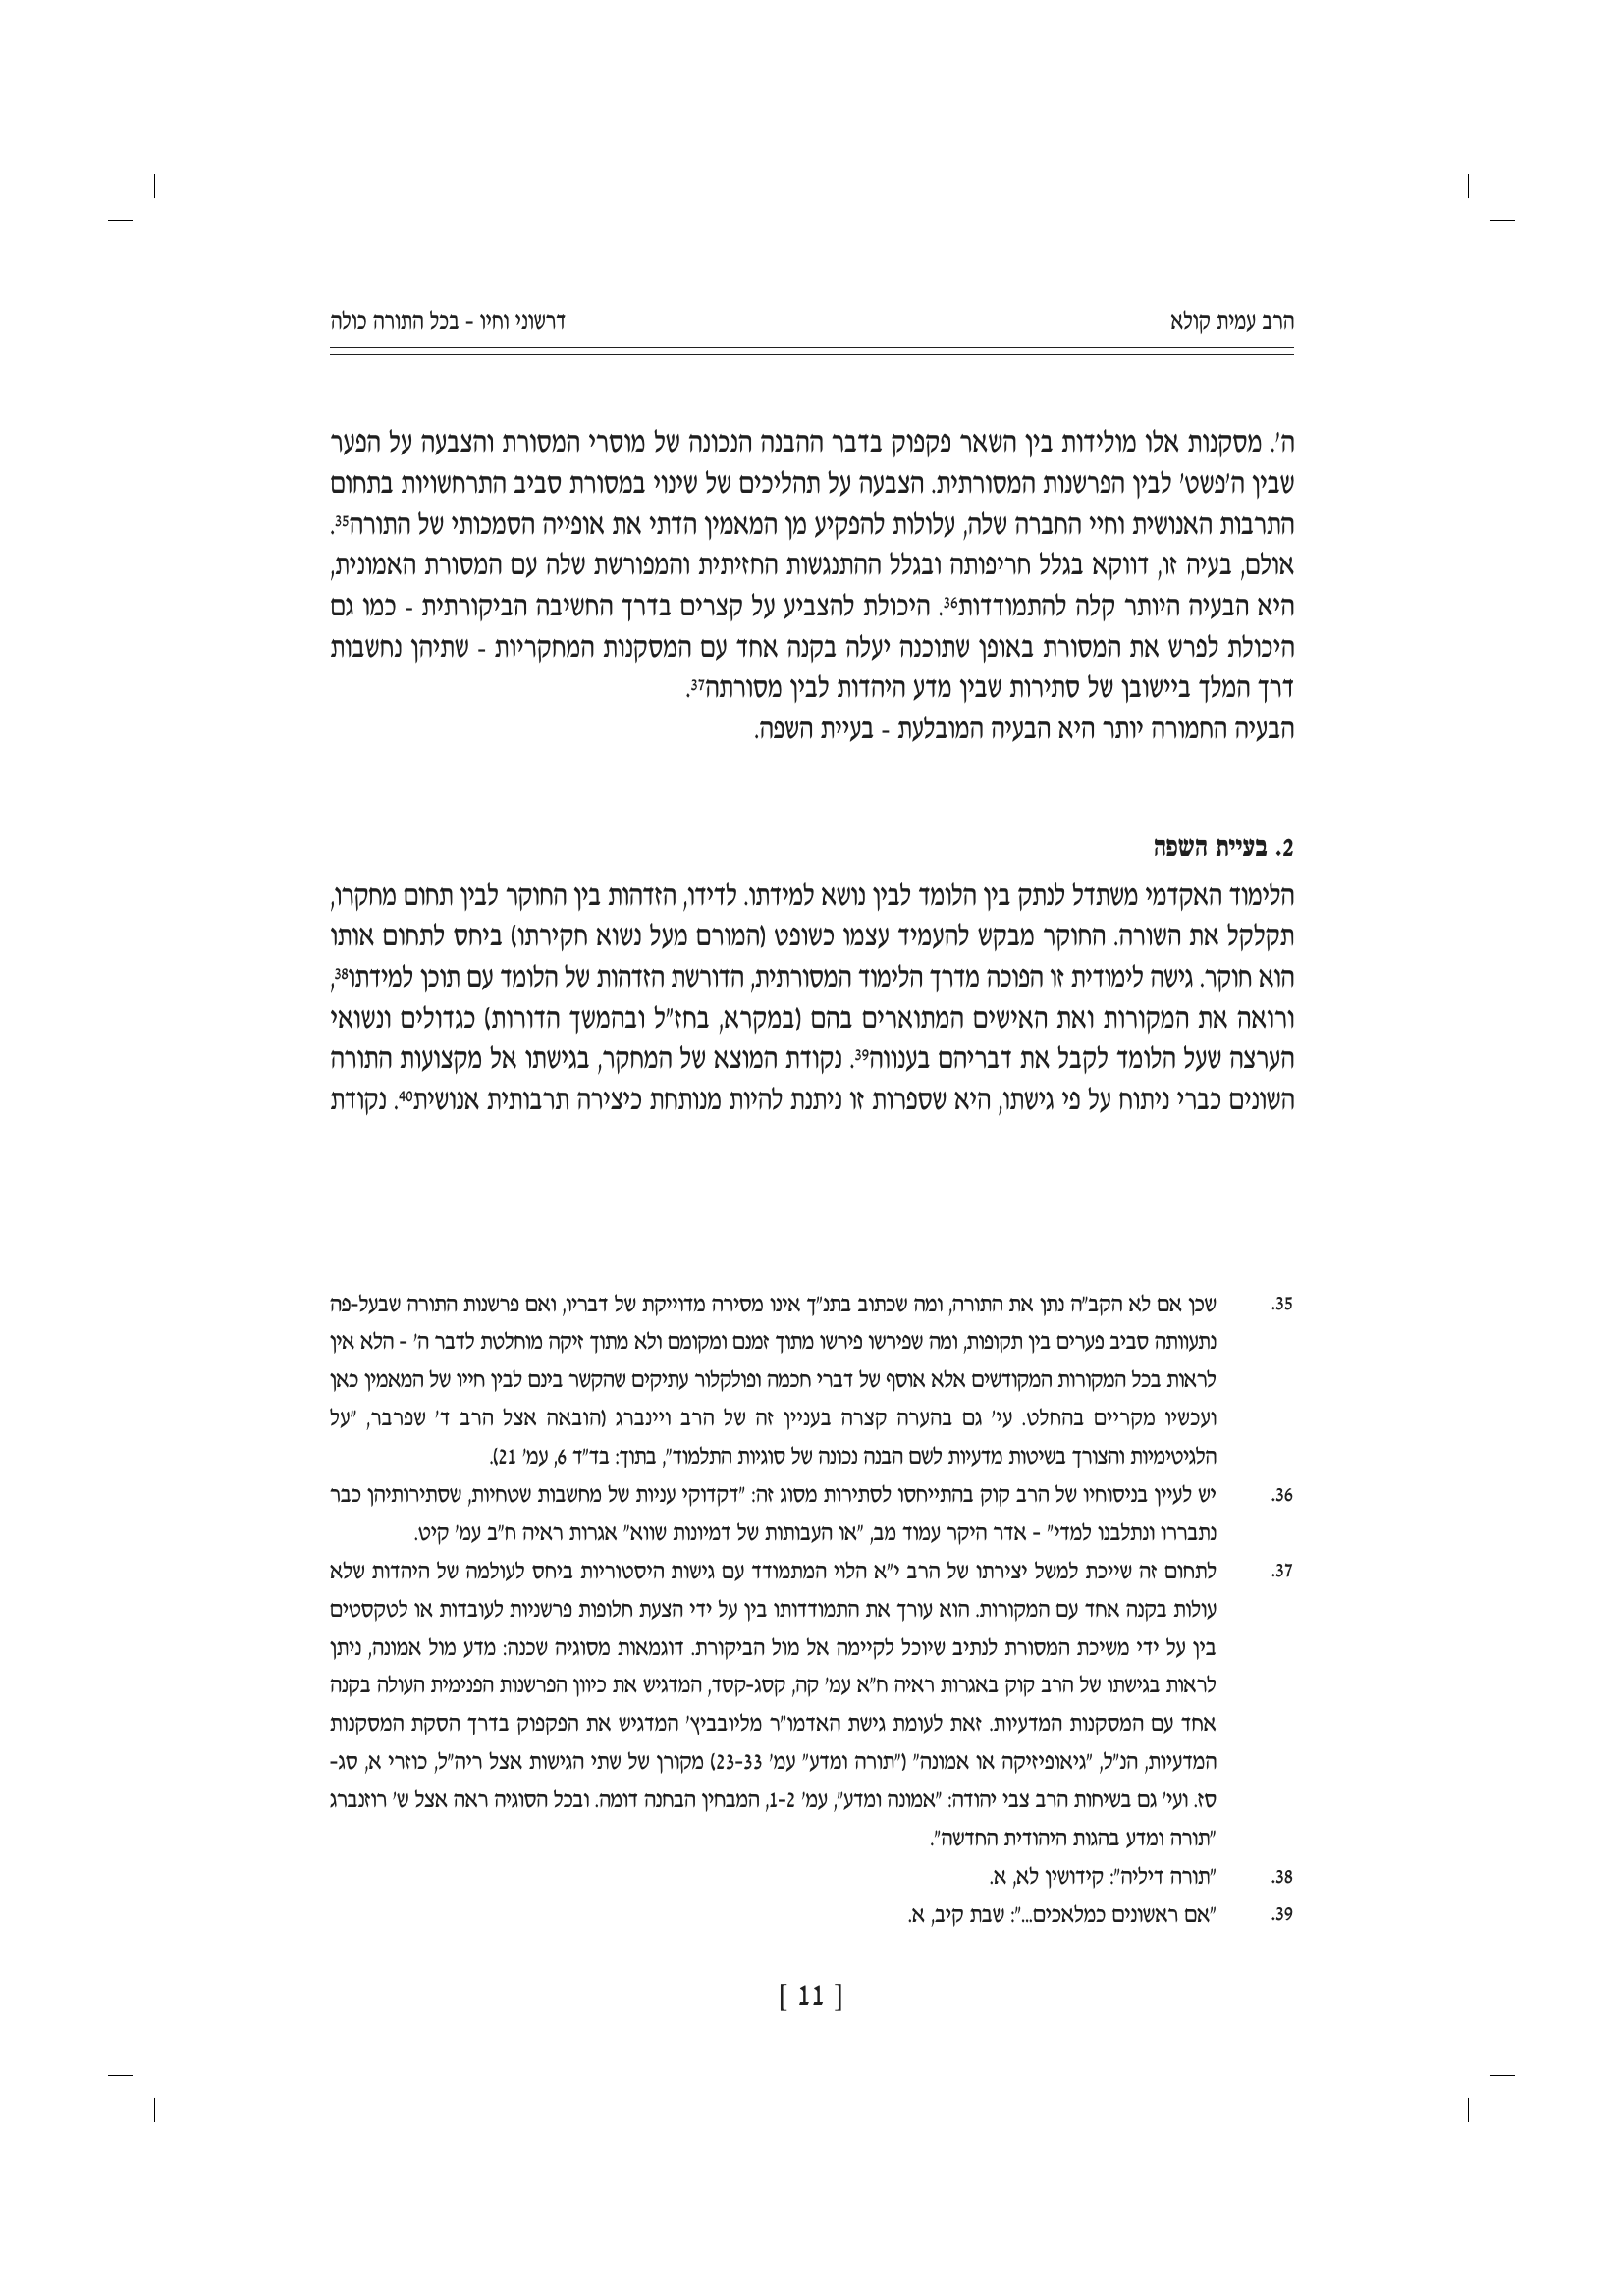 הרב עמית קולא
דרשוני וחיו - בכל התורה כולה
ה'. מסקנות אלו מולידות בין השאר פקפוק בדבר ההבנה הנכונה של מוסרי המסורת והצבעה על הפער
שבין ה'פשט' לבין הפרשנות המסורתית. הצבעה על תהליכים של שינוי במסורת סביב התרחשויות בתחום
התרבות האנושית וחיי החברה שלה, עלולות להפקיע מן המאמין הדתי את אופייה הסמכותי של התורה35.
אולם, בעיה זו, דווקא בגלל חריפותה ובגלל ההתנגשות החזיתית והמפורשת שלה עם המסורת האמונית,
היא הבעיה היותר קלה להתמודדות36. היכולת להצביע על קצרים בדרך החשיבה הביקורתית - כמו גם
היכולת לפרש את המסורת באופן שתוכנה יעלה בקנה אחד עם המסקנות המחקריות - שתיהן נחשבות
דרך המלך ביישובן של סתירות שבין מדע היהדות לבין מסורתה37.
הבעיה החמורה יותר היא הבעיה המובלעת - בעיית השפה.
2. בעיית השפה
הלימוד האקדמי משתדל לנתק בין הלומד לבין נושא למידתו. לדידו, הזדהות בין החוקר לבין תחום מחקרו,
תקלקל את השורה. החוקר מבקש להעמיד עצמו כשופט (המורם מעל נשוא חקירתו) ביחס לתחום אותו
הוא חוקר. גישה לימודית זו הפוכה מדרך הלימוד המסורתית, הדורשת הזדהות של הלומד עם תוכן למידתו38,
ורואה את המקורות ואת האישים המתוארים בהם (במקרא, בחז"ל ובהמשך הדורות) כגדולים ונשואי
הערצה שעל הלומד לקבל את דבריהם בענווה39. נקודת המוצא של המחקר, בגישתו אל מקצועות התורה
השונים כברי ניתוח על פי גישתו, היא שספרות זו ניתנת להיות מנותחת כיצירה תרבותית אנושית40. נקודת
35. שכן אם לא הקב"ה נתן את התורה, ומה שכתוב בתנ"ך אינו מסירה מדוייקת של דבריו, ואם פרשנות התורה שבעל-פה
נתעוותה סביב פערים בין תקופות, ומה שפירשו פירשו מתוך זמנם ומקומם ולא מתוך זיקה מוחלטת לדבר ה' - הלא אין
לראות בכל המקורות המקודשים אלא אוסף של דברי חכמה ופולקלור עתיקים שהקשר בינם לבין חייו של המאמין כאן
ועכשיו מקריים בהחלט. עי' גם בהערה קצרה בעניין זה של הרב ויינברג (הובאה אצל הרב ד' שפרבר, "על
הלגיטימיות והצורך בשיטות מדעיות לשם הבנה נכונה של סוגיות התלמוד", בתוך: בד"ד 6, עמ' 21).
36. יש לעיין בניסוחיו של הרב קוק בהתייחסו לסתירות מסוג זה: "דקדוקי עניות של מחשבות שטחיות, שסתירותיהן כבר
נתבררו ונתלבנו למדי" - אדר היקר עמוד מב, "או העבותות של דמיונות שווא" אגרות ראיה ח"ב עמ' קיט.
37. לתחום זה שייכת למשל יצירתו של הרב י"א הלוי המתמודד עם גישות היסטוריות ביחס לעולמה של היהדות שלא
עולות בקנה אחד עם המקורות. הוא עורך את התמודדותו בין על ידי הצעת חלופות פרשניות לעובדות או לטקסטים
בין על ידי משיכת המסורת לנתיב שיוכל לקיימה אל מול הביקורת. דוגמאות מסוגיה שכנה: מדע מול אמונה, ניתן
לראות בגישתו של הרב קוק באגרות ראיה ח"א עמ' קה, קסג-קסד, המדגיש את כיוון הפרשנות הפנימית העולה בקנה
אחד עם המסקנות המדעיות. זאת לעומת גישת האדמו"ר מליובביץ' המדגיש את הפקפוק בדרך הסקת המסקנות
המדעיות, הנ"ל, "גיאופיזיקה או אמונה" ("תורה ומדע" עמ' 23-33) מקורן של שתי הגישות אצל ריה"ל, כוזרי א, סג-
סז. ועי' גם בשיחות הרב צבי יהודה: "אמונה ומדע", עמ' 1-2, המבחין הבחנה דומה. ובכל הסוגיה ראה אצל ש' רוזנברג
"תורה ומדע בהגות היהודית החדשה".
38. "תורה דיליה": קידושין לא, א.
39. "אם ראשונים כמלאכים...": שבת קיב, א.
[ 11 ]